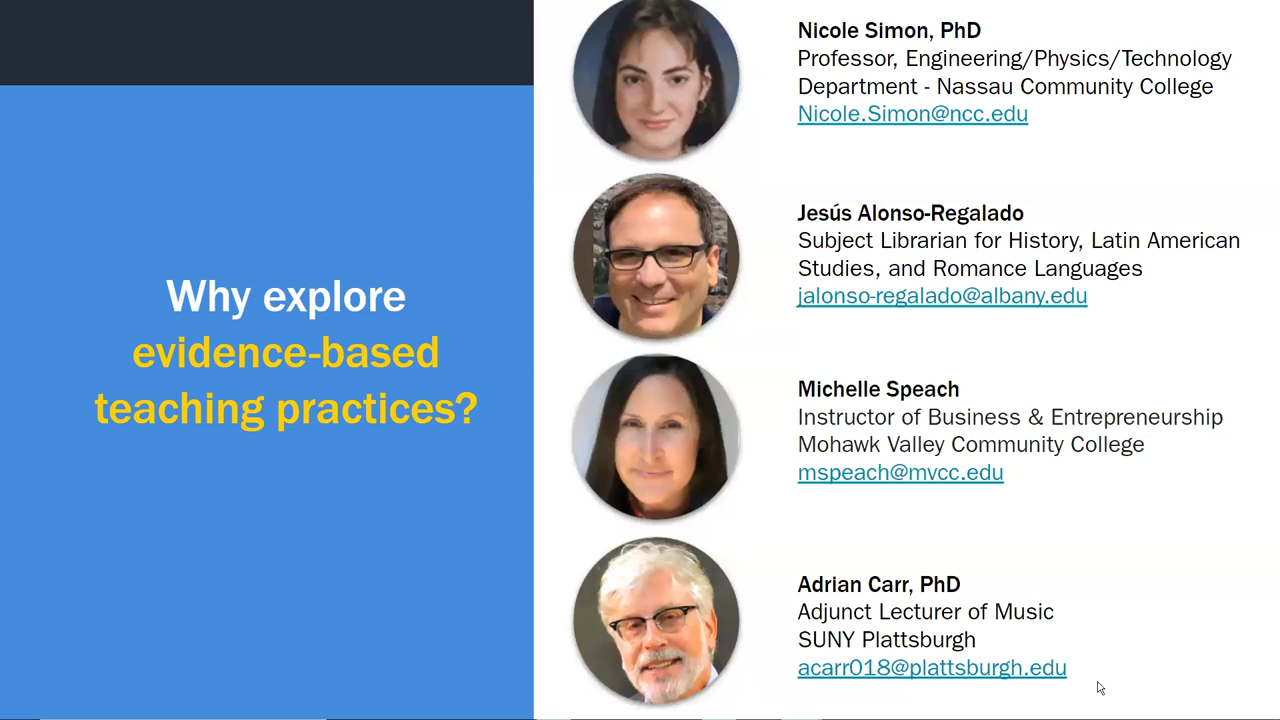 Why explore
evidence-based
teaching practices?
Nicole Simon, PhD
Professor, Engineering/Physics/Technology
Department - Nassau Community College
Nicole.Simon@ncc.edu
Jesús Alonso-Regalado
Subject Librarian for History, Latin American
Studies, and Romance Languages
jalonso-regalado@albany.edu
Michelle Speach
Instructor of Business & Entrepreneurship
Mohawk Valley Community College
mspeach@mvcc.edu
Adrian Carr, PhD
Adjunct Lecturer of Music
SUNY Plattsburgh
acarr018@plattsburgh.edu